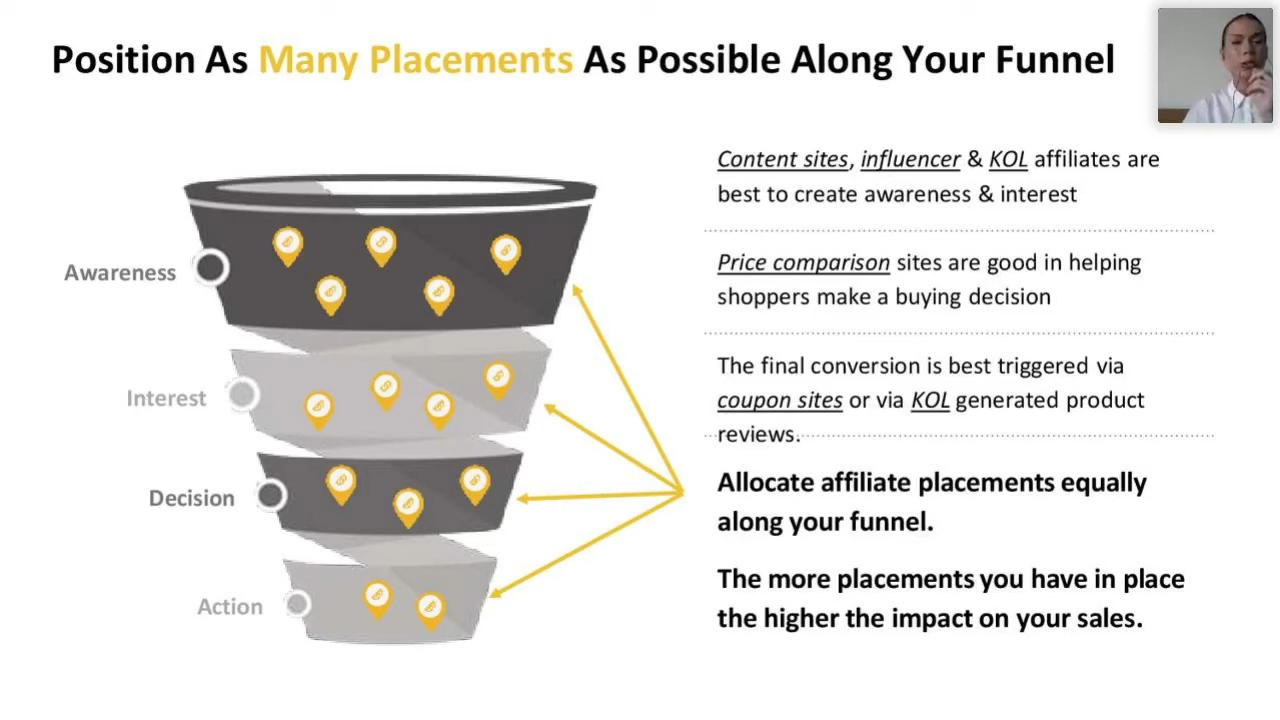 Position As Many Placements As Possible Along Your Funnel
Content sites, influencer & KOL affiliates are
best to create awareness & interest
Price comparison sites are good in helping
shoppers make a buying decision
The final conversion is best triggered via
coupon sites or via KOL generated product
reviews.
Allocate affiliate placements equally
along your funnel.
The more placements you have in place
the higher the impact on your sales.
Awareness
Interest
Decision
Action